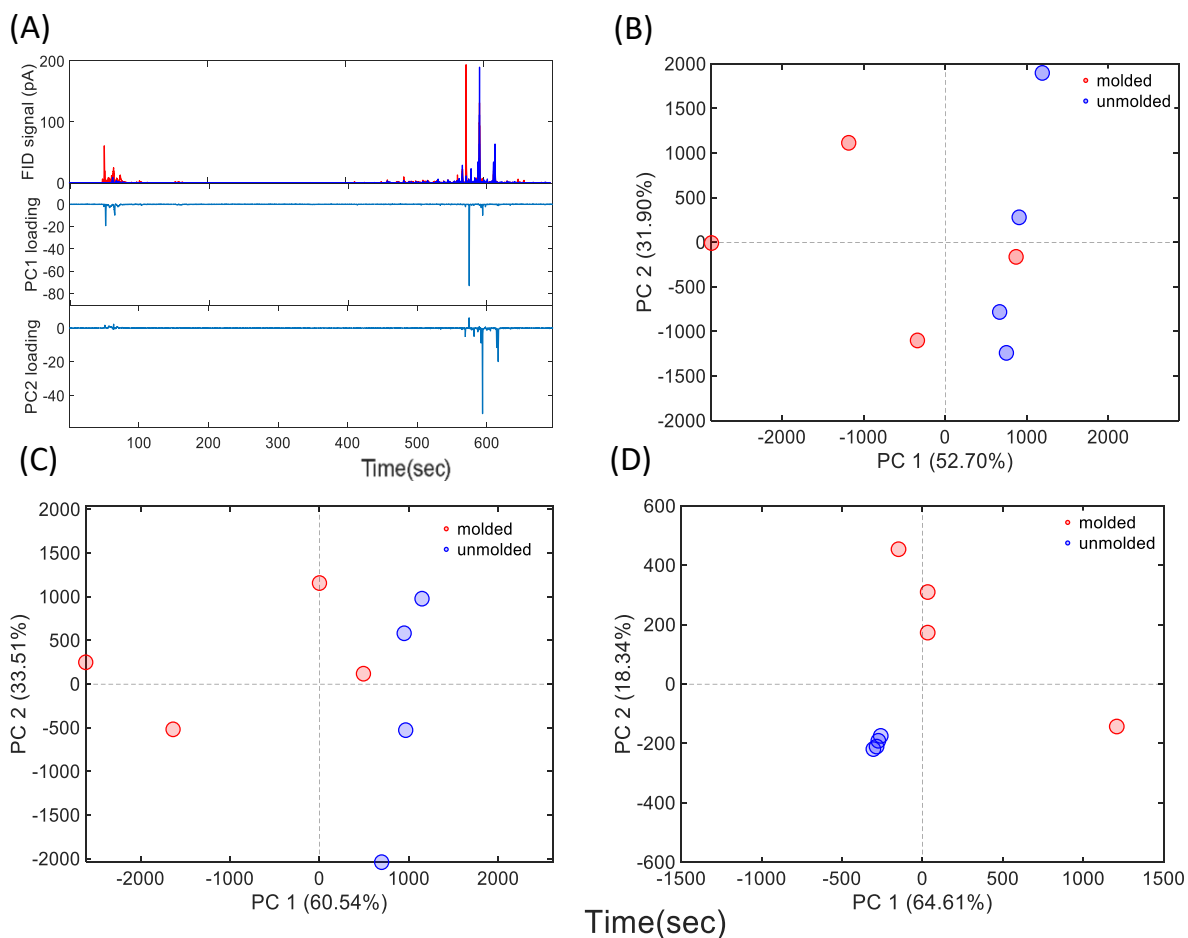 (A)
FID signal (pA)
200
100
0
PC1 loading
0
-20
-40
-60
-80
PC2 loading
0
-20
-40
100 200 300 400 500 600
Time(sec)
(B)
PC 2 (31.90%)
2000
1500
1000
500
0
-500
-1000
-1500
-2000
molded
unmolded
-2000 -1000 0 1000 2000
PC 1 (52.70%)
(C)
PC 2 (33.51%)
2000
1500
1000
500
0
-500
-1000
-1500
-2000
molded
unmolded
-2000 -1000 0 1000 2000
PC 1 (60.54%)
(D)
PC 2 (18.34%)
600
400
200
0
-200
-400
-600
molded
unmolded
-1500 -1000 -500 0 500 1000 1500
PC 1 (64.61%)
Time(sec)